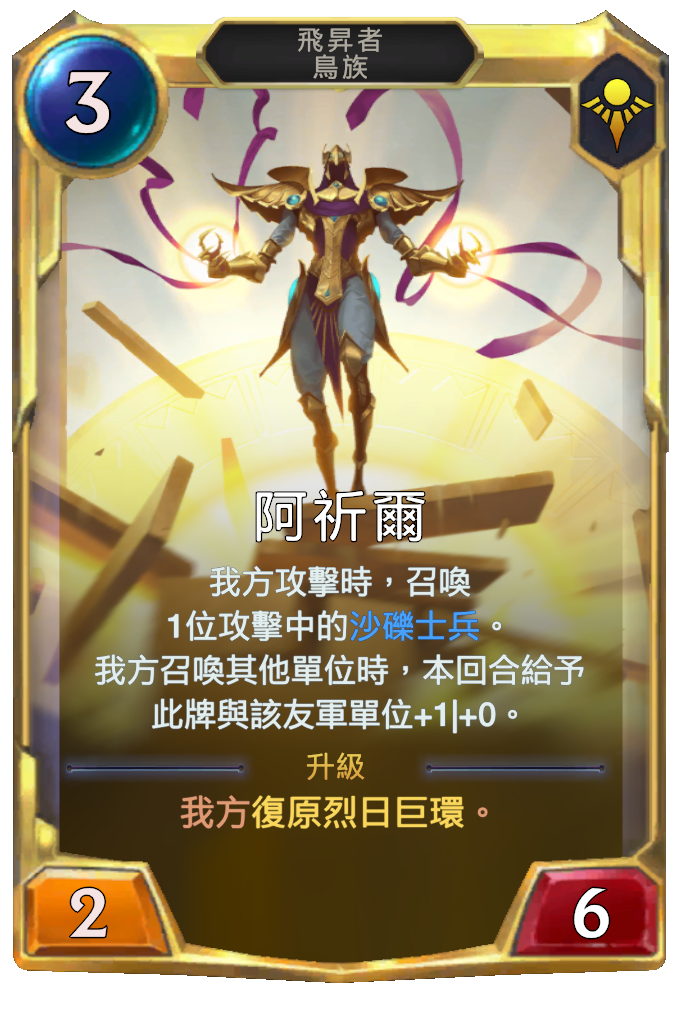 飛昇者
鳥族
3
阿祈爾
我方攻擊時，召喚
1位攻擊中的沙礫士兵。
我方召喚其他單位時，本回合給予
此牌與該友軍單位+1|+0。
升級
我方復原烈日巨環。
2
6